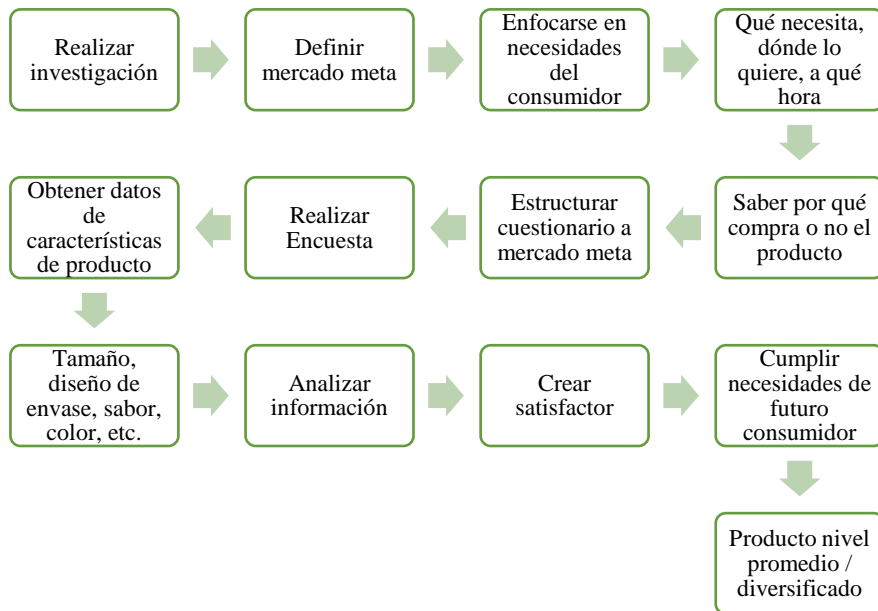 Realizar
investigación
Definir
mercado meta
Enfocarse en
necesidades
del
consumidor
Qué necesita,
dónde lo
quiere, a qué
hora
Saber por qué
compra o no el
producto
Estructurar
cuestionario a
mercado meta
Realizar
Encuesta
Obtener datos
de
características
de producto
Tamaño,
diseño de
envase, sabor,
color, etc.
Analizar
información
Crear
satisfactor
Cumplir
necesidades de
futuro
consumidor
Producto nivel
promedio /
diversificado